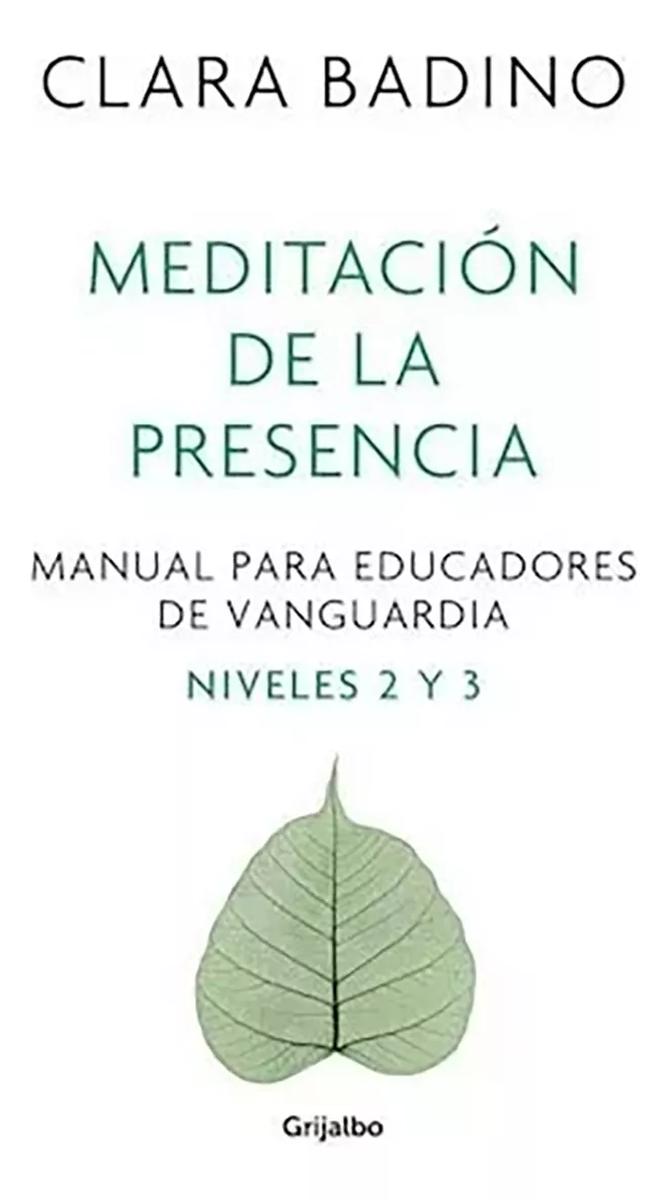 CLARA BADINO
MEDITACIÓN
DE LA
PRESENCIA
MANUAL PARA EDUCADORES
DE VANGUARDIA
NIVELES 2 Y 3
Grijalbo